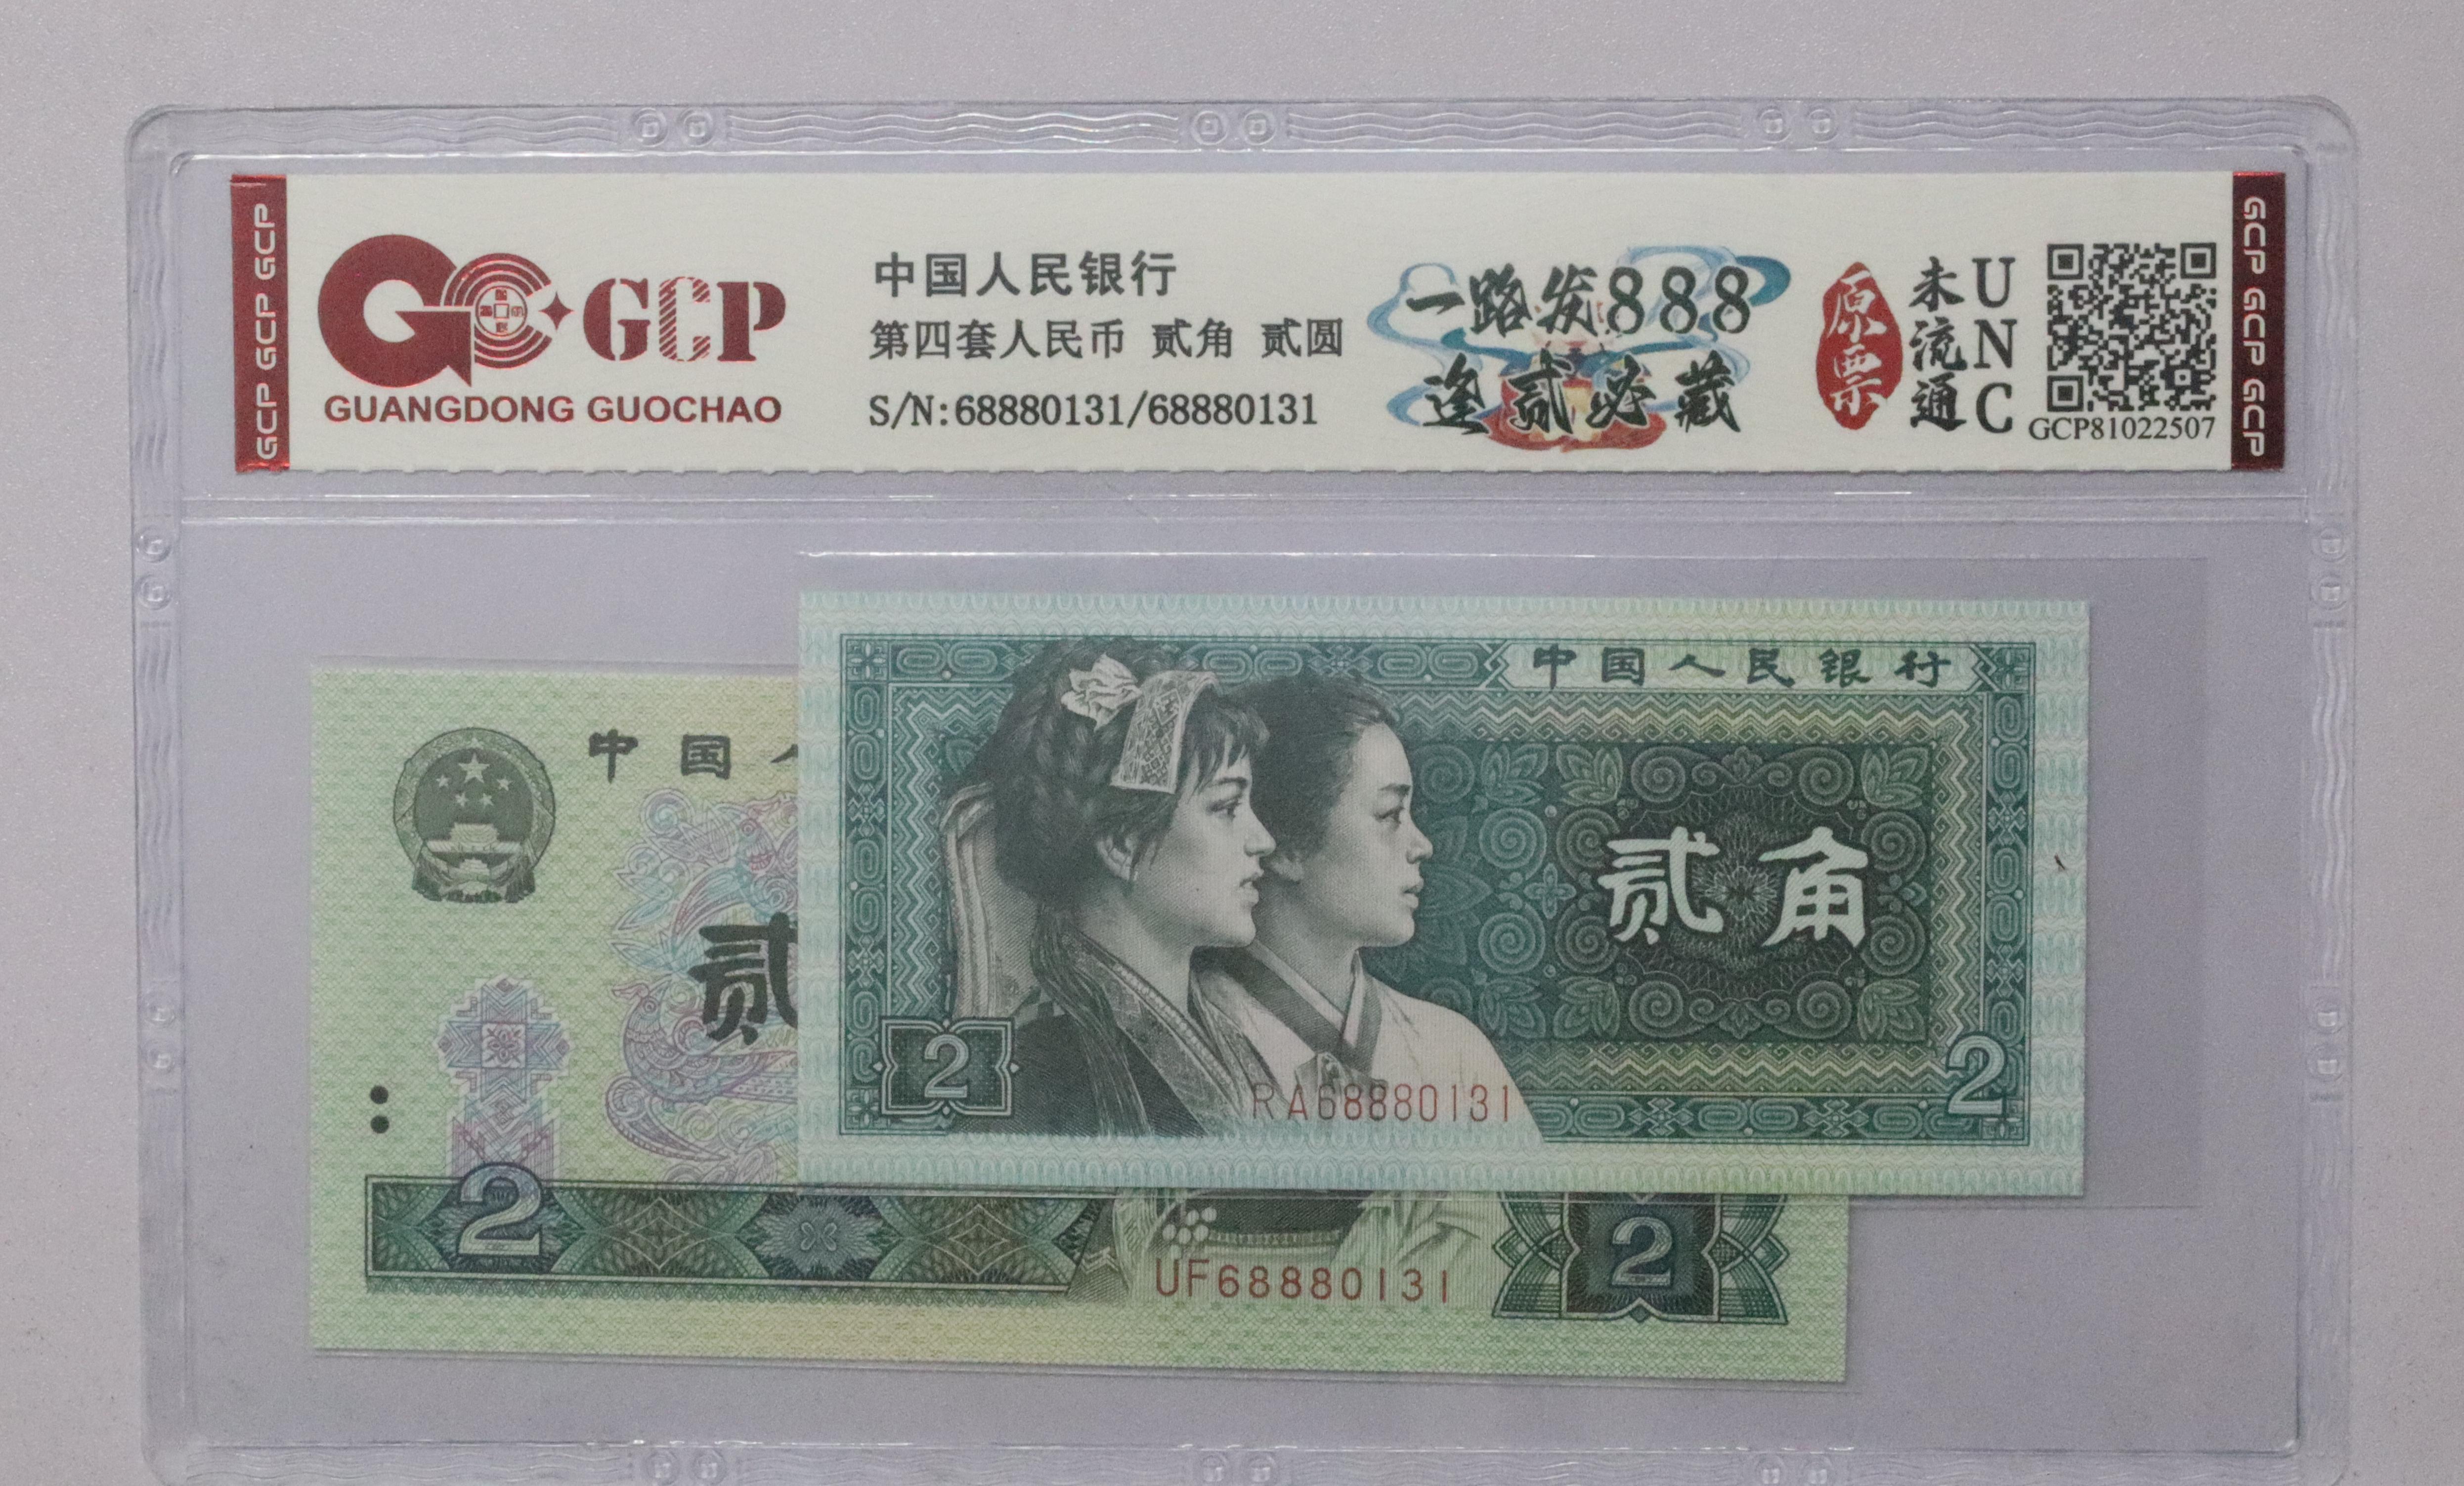 GCP GCP GCP
GCP
GUANGDONG GUOCHAO
中国人民银行
第四套人民币 贰角 贰圆
S/N:68880131/68880131
一路发888
逢贰必藏
原票
未流通
UNC
GCP81022507
GCP GCP GCP
中国人民银行
贰角
2
2
RA68880131
中国
贰
2
2
UF68880131